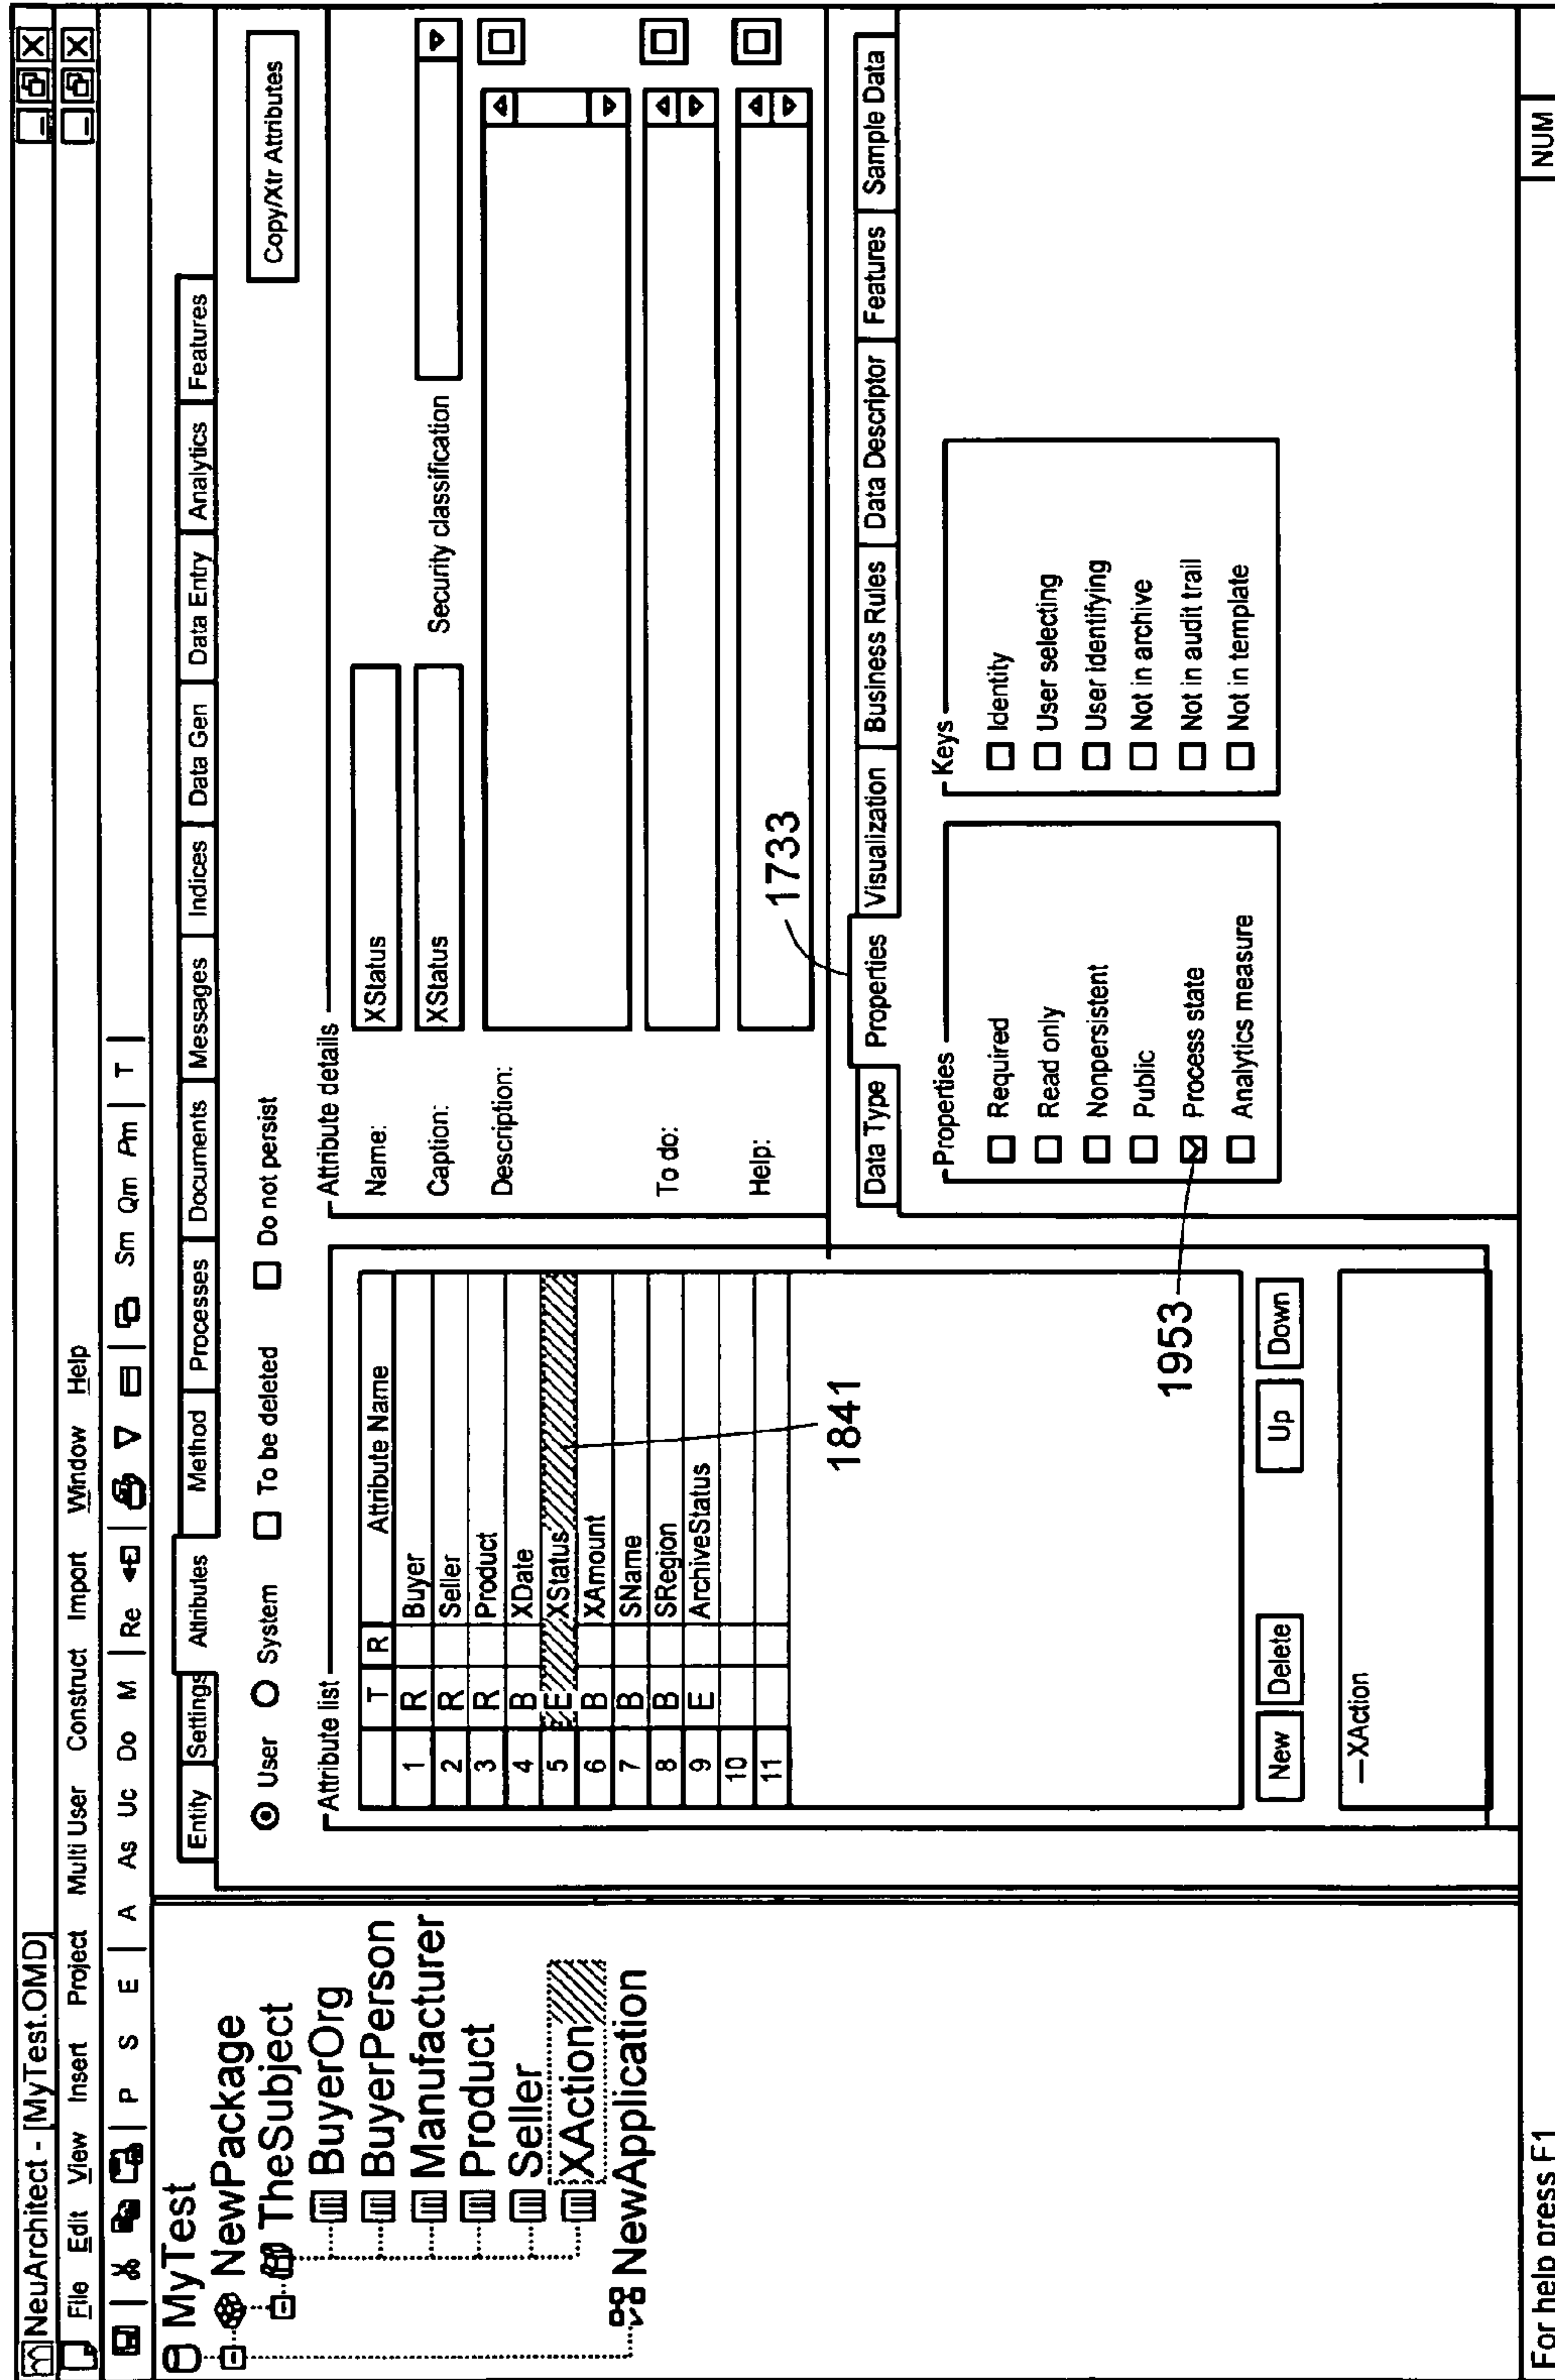 NeuArchitect - [MyTest.OMD]
File Edit View Insert Project Multi User Construct Import Window Help
P S E A As Uc Do M Re Sm Qm Pm T
MyTest
NewPackage
TheSubject
BuyerOrg
BuyerPerson
Manufacturer
Product
Seller
XAction
NewApplication
Entity Settings Attributes Method Processes Documents Messages Indices Data Gen Data Entry Analytics Features
User System To be deleted Do not persist
Copy/Xtr Attributes
Attribute list
T R Attribute Name
1 R Buyer
2 R Seller
3 R Product
4 B XDate
5 E XStatus
6 B XAmount
7 B SName
8 B SRegion
9 E ArchiveStatus
10
11
1841
1953
New Delete Up Down
—XAction
Attribute details
Name: XStatus
Caption: XStatus Security classification
Description:
To do:
Help:
1733
Data Type Properties Visualization Business Rules Data Descriptor Features Sample Data
Properties
Required
Read only
Nonpersistent
Public
Process state
Analytics measure
Keys
Identity
User selecting
User identifying
Not in archive
Not in audit trail
Not in template
For help press F1
NUM